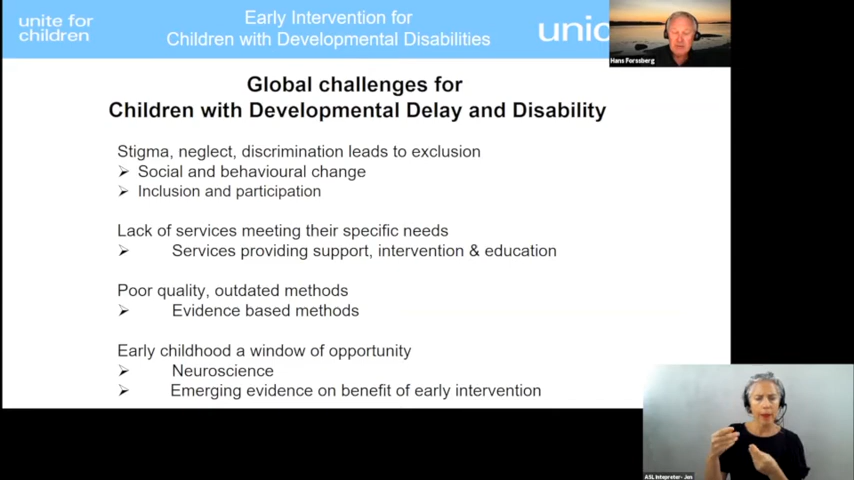 unite for
children
Early Intervention for
Children with Developmental Disabilities
unic
Hans Forssberg
Global challenges for
Children with Developmental Delay and Disability
Stigma, neglect, discrimination leads to exclusion
➢ Social and behavioural change
➢ Inclusion and participation
Lack of services meeting their specific needs
➢ Services providing support, intervention & education
Poor quality, outdated methods
➢ Evidence based methods
Early childhood a window of opportunity
➢ Neuroscience
➢ Emerging evidence on benefit of early intervention
ASL Intepreter- Jen